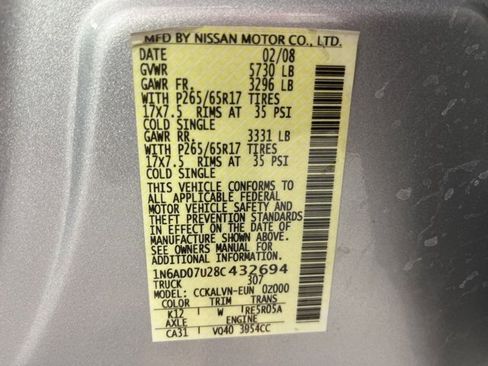 MFD BY NISSAN MOTOR CO., LTD.
DATE 02/08
GVWR 5730 LB
GAWR FR. 3296 LB
WITH P265/65R17 TIRES
17X7.5 RIMS AT 35 PSI
COLD SINGLE
GAWR RR. 3331 LB
WITH P265/65R17 TIRES
17X7.5 RIMS AT 35 PSI
COLD SINGLE
THIS VEHICLE CONFORMS TO
ALL APPLICABLE FEDERAL
MOTOR VEHICLE SAFETY AND
THEFT PREVENTION STANDARDS
IN EFFECT ON THE DATE OF
MANUFACTURE SHOWN ABOVE.
SEE OWNERS MANUAL FOR
ADDITIONAL INFORMATION.
1N6AD07U28C432694
TRUCK 307
MODEL: CCKALVN-EUN 0Z000
COLOR TRIM TRANS
K12 W RE5R05A
AXLE ENGINE
CA31 VQ40 3954CC